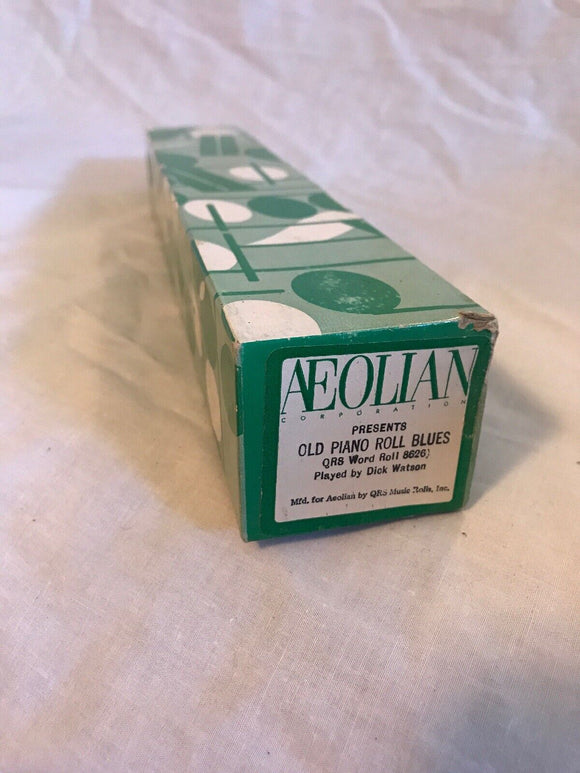 ÆOLIAN
CORPORATION
PRESENTS
OLD PIANO ROLL BLUES
QRS Word Roll 8626)
Played by Dick Watson
Mfd. for Aeolian by QRS Music Rolls, Inc.